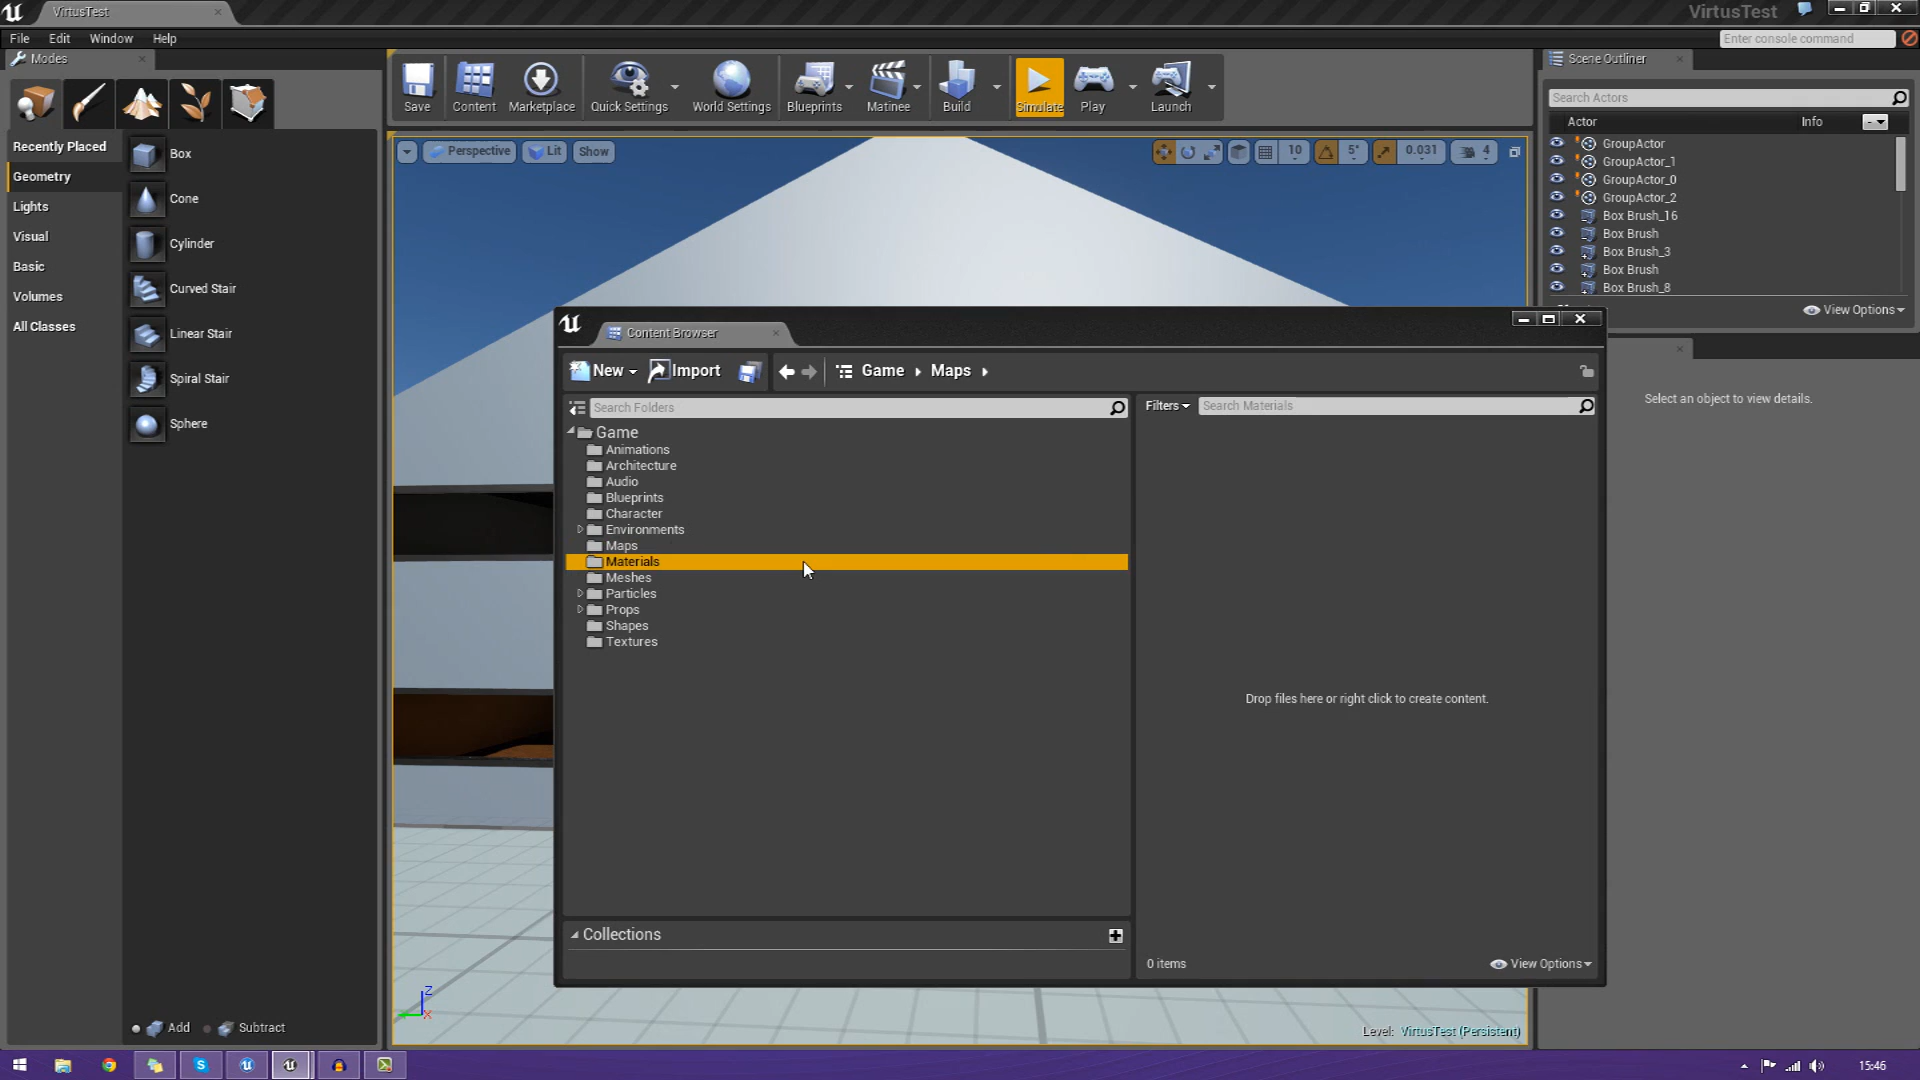 VirtusTest
VirtusTest
File Edit Window Help
Enter console command
Modes
Save
Content
Marketplace
Quick Settings
World Settings
Blueprints
Matinee
Build
Simulate
Play
Launch
Scene Outliner
Search Actors
Actor Info
GroupActor
GroupActor_1
GroupActor_0
GroupActor_2
Box Brush_16
Box Brush
Box Brush_3
Box Brush
Box Brush_8
View Options
Select an object to view details.
Recently Placed
Geometry
Lights
Visual
Basic
Volumes
All Classes
Box
Cone
Cylinder
Curved Stair
Linear Stair
Spiral Stair
Sphere
Add Subtract
Perspective Lit Show
10 5° 0.031 4
Content Browser
New Import Game Maps
Search Folders
Filters Search Materials
Game
Animations
Architecture
Audio
Blueprints
Character
Environments
Maps
Materials
Meshes
Particles
Props
Shapes
Textures
Drop files here or right click to create content.
Collections
0 items View Options
Z
X
Level: VirtusTest (Persistent)
15:46